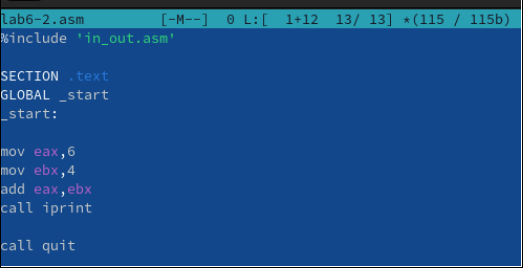 lab6-2.asm [-M--] 0 L:[ 1+12 13/ 13] *(115 / 115b)
%include 'in_out.asm'
SECTION .text
GLOBAL _start
_start:
mov eax,6
mov ebx,4
add eax,ebx
call iprint
call quit